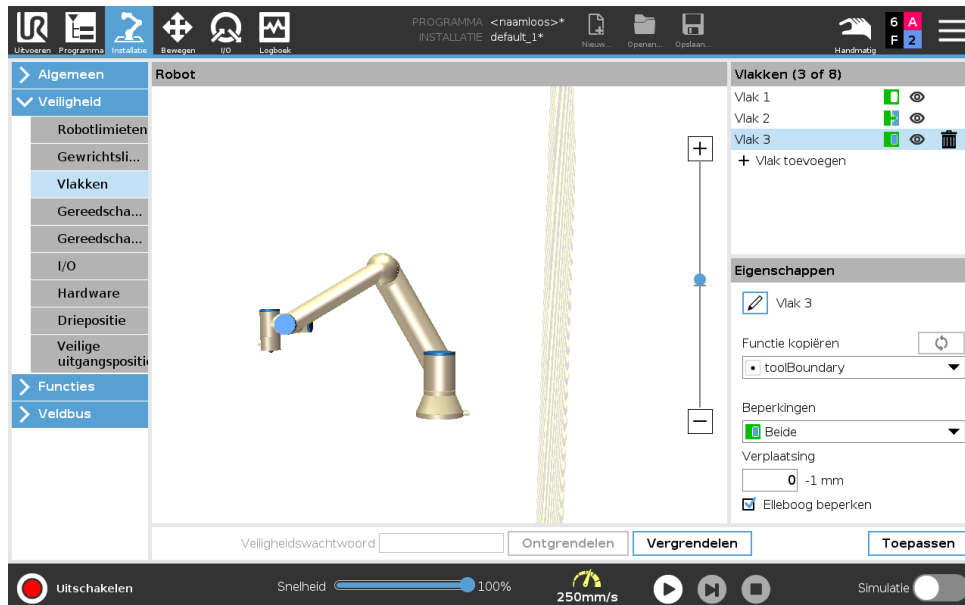 Uitvoeren
Programma
Installatie
Bewegen
I/O
Logboek
PROGRAMMA <naamloos>*
INSTALLATIE default_1*
Nieuw...
Openen...
Opslaan...
Handmatig
6 A
F 2
Algemeen
Veiligheid
Robotlimieten
Gewrichtsli...
Vlakken
Gereedscha...
Gereedscha...
I/O
Hardware
Driepositie
Veilige
uitgangspositi
Functies
Veldbus
Robot
Vlakken (3 of 8)
Vlak 1
Vlak 2
Vlak 3
+ Vlak toevoegen
Eigenschappen
Vlak 3
Functie kopiëren
toolBoundary
Beperkingen
Beide
Verplaatsing
0 -1 mm
Elleboog beperken
Veiligheidswachtwoord
Ontgrendelen
Vergrendelen
Toepassen
Uitschakelen
Snelheid 100%
250mm/s
Simulatie